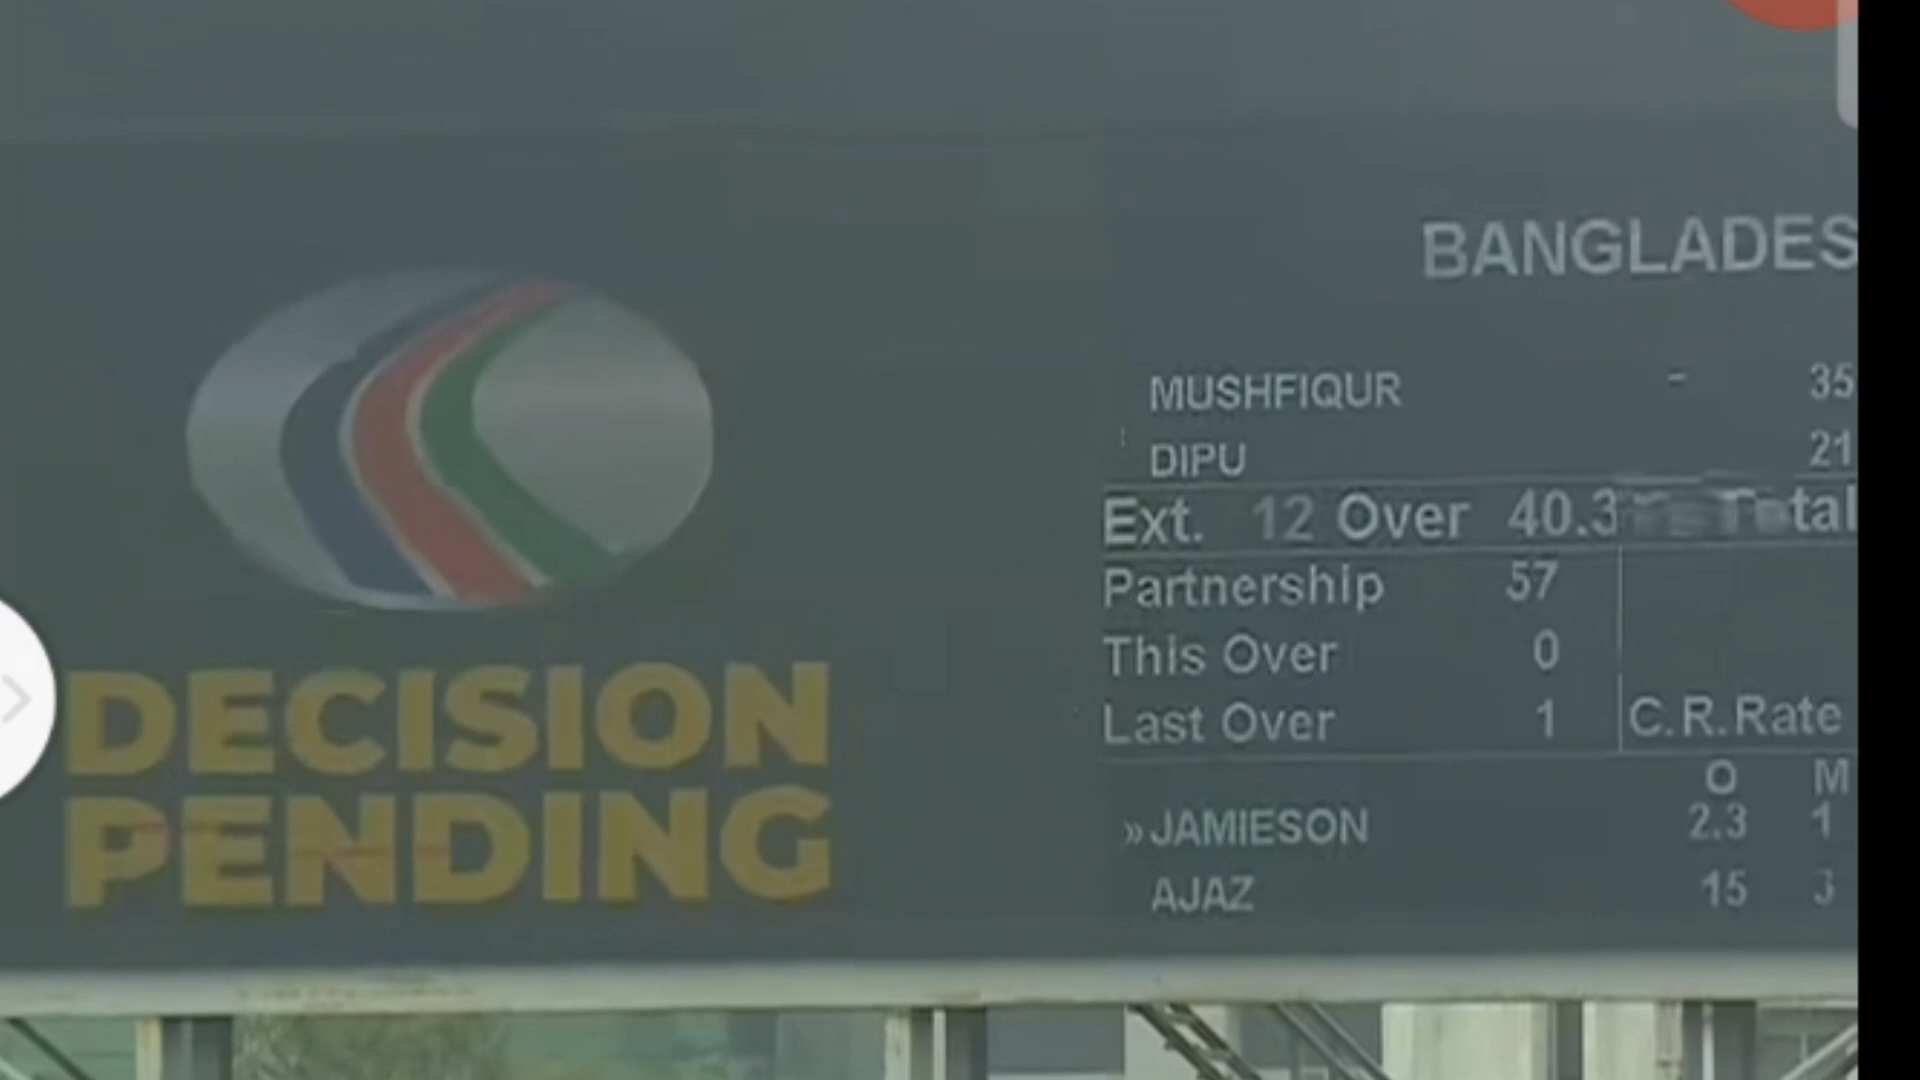 BANGLADES
MUSHFIQUR - 35
DIPU 21
Ext. 12 Over 40.3
Partnership 57
This Over 0
Last Over 1 C.R.Rate
O M
»JAMIESON 2.3 1
AJAZ 15 3
DECISION
PENDING